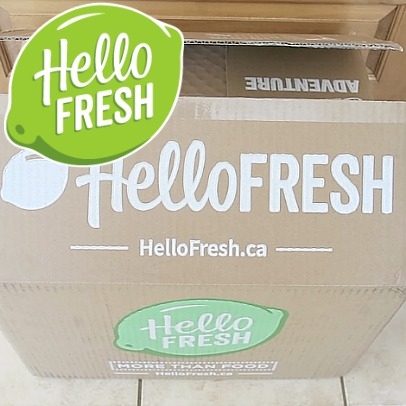 Hello
FRESH
ADVENTURE
HelloFRESH
HelloFresh.ca
Hello
FRESH
MORE THAN FOOD
HelloFresh.ca